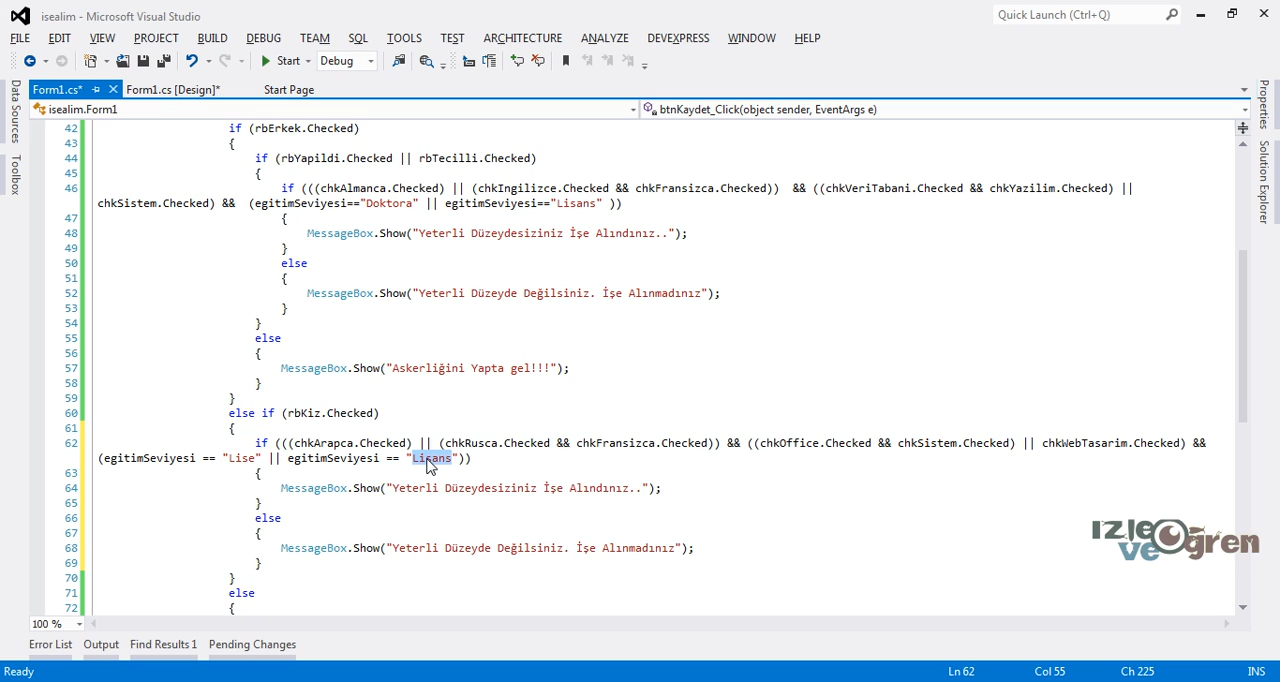 isealim - Microsoft Visual Studio
Quick Launch (Ctrl+Q)
FILE EDIT VIEW PROJECT BUILD DEBUG TEAM SQL TOOLS TEST ARCHITECTURE ANALYZE DEVEXPRESS WINDOW HELP
Start Debug
Form1.cs* Form1.cs [Design]* Start Page
isealim.Form1 btnKaydet_Click(object sender, EventArgs e)
Data Sources
Toolbox
Properties
Solution Explorer
42 if (rbErkek.Checked)
43 {
44 if (rbYapildi.Checked || rbTecilli.Checked)
45 {
46 if (((chkAlmanca.Checked) || (chkIngilizce.Checked && chkFransizca.Checked)) && ((chkVeriTabani.Checked && chkYazilim.Checked) ||
chkSistem.Checked) && (egitimSeviyesi=="Doktora" || egitimSeviyesi=="Lisans" ))
47 {
48 MessageBox.Show("Yeterli Düzeydesiziniz İşe Alındınız..");
49 }
50 else
51 {
52 MessageBox.Show("Yeterli Düzeyde Değilsiniz. İşe Alınmadınız");
53 }
54 }
55 else
56 {
57 MessageBox.Show("Askerliğini Yapta gel!!!");
58 }
59 }
60 else if (rbKiz.Checked)
61 {
62 if (((chkArapca.Checked) || (chkRusca.Checked && chkFransizca.Checked)) && ((chkOffice.Checked && chkSistem.Checked) || chkWebTasarim.Checked) &&
(egitimSeviyesi == "Lise" || egitimSeviyesi == "Lisans"))
63 {
64 MessageBox.Show("Yeterli Düzeydesiziniz İşe Alındınız..");
65 }
66 else
67 {
68 MessageBox.Show("Yeterli Düzeyde Değilsiniz. İşe Alınmadınız");
69 }
70 }
71 else
72 {
izle
ve Ögren
100 %
Error List Output Find Results 1 Pending Changes
Ready Ln 62 Col 55 Ch 225 INS